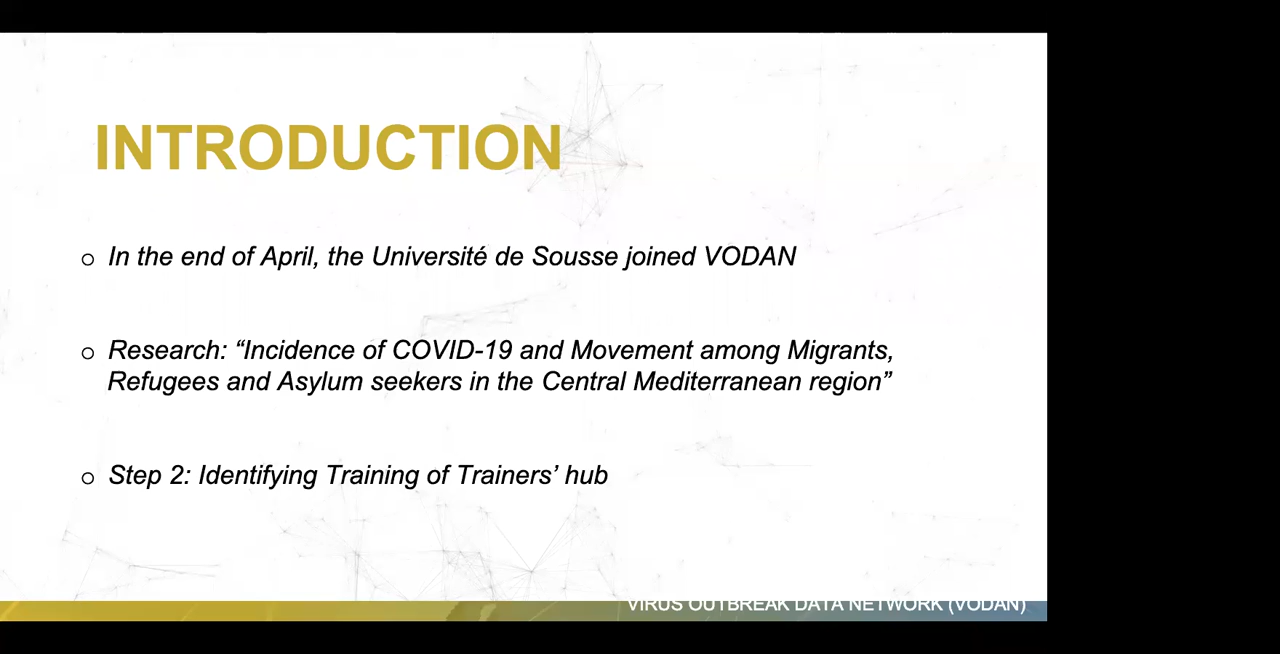 INTRODUCTION
o In the end of April, the Université de Sousse joined VODAN
o Research: “Incidence of COVID-19 and Movement among Migrants,
Refugees and Asylum seekers in the Central Mediterranean region”
o Step 2: Identifying Training of Trainers’ hub
VIRUS OUTBREAK DATA NETWORK (VODAN)